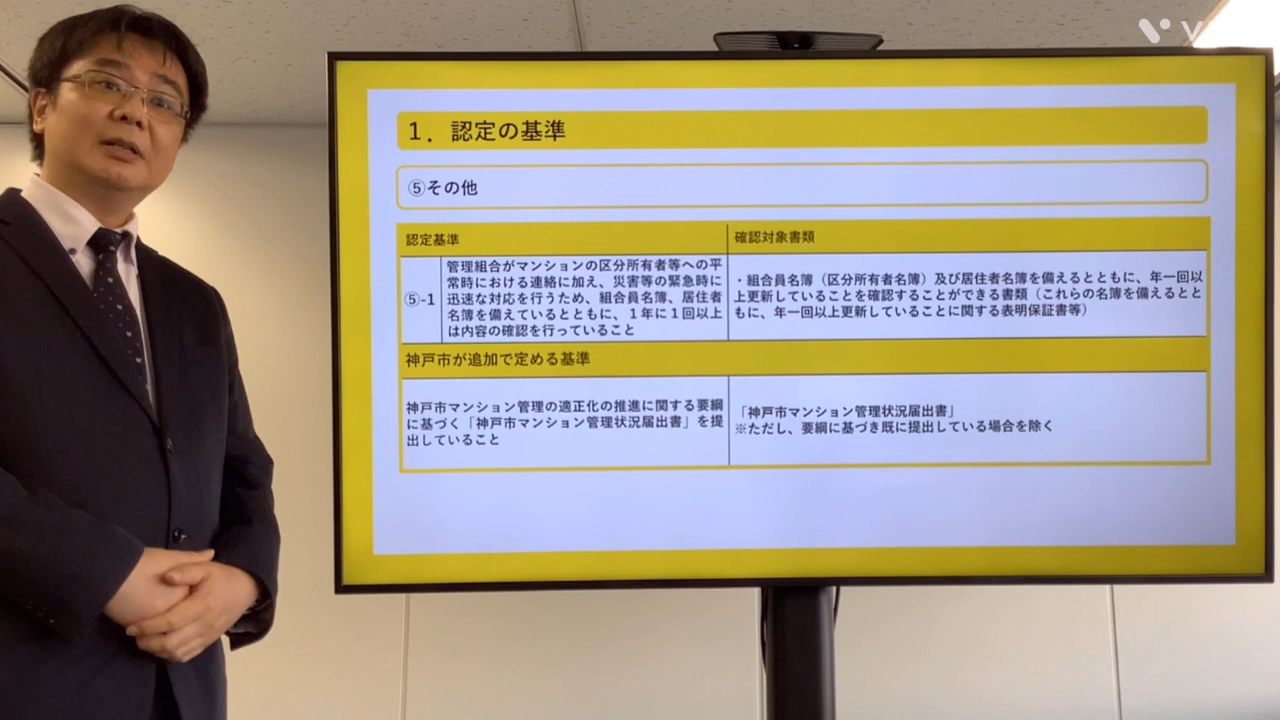 1．認定の基準
⑤その他
認定基準
確認対象書類
⑤-1
管理組合がマンションの区分所有者等への平
常時における連絡に加え、災害等の緊急時に
迅速な対応を行うため、組合員名簿、居住者
名簿を備えているとともに、１年に１回以上
は内容の確認を行っていること
・組合員名簿（区分所有者名簿）及び居住者名簿を備えるとともに、年一回以
上更新していることを確認することができる書類（これらの名簿を備えるとと
もに、年一回以上更新していることに関する表明保証書等）
神戸市が追加で定める基準
神戸市マンション管理の適正化の推進に関する要綱
に基づく「神戸市マンション管理状況届出書」を提
出していること
「神戸市マンション管理状況届出書」
※ただし、要綱に基づき既に提出している場合を除く